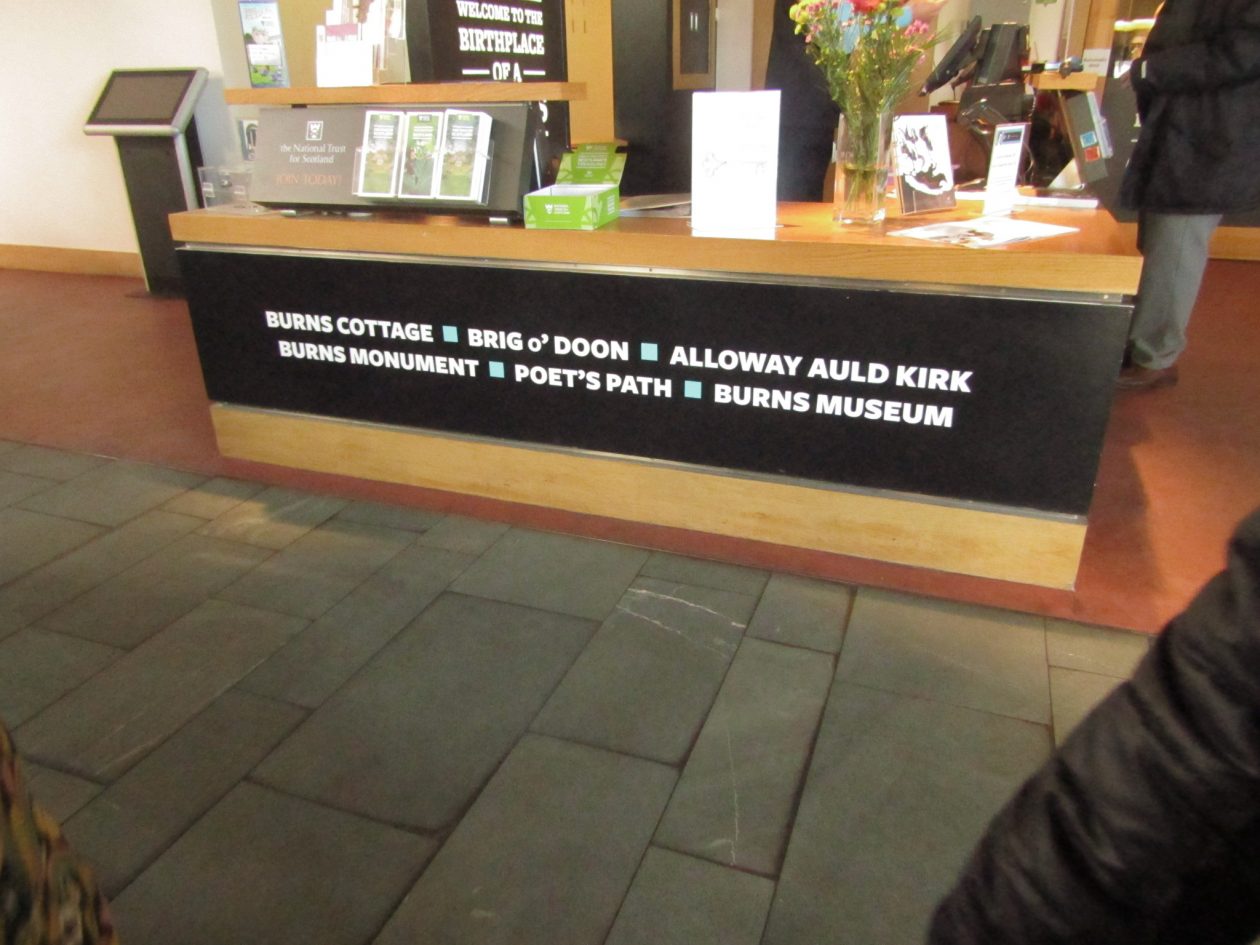 WELCOME TO THE
BIRTHPLACE
OF A
the National Trust
for Scotland
JOIN TODAY!
BURNS COTTAGE ■ BRIG o' DOON ■ ALLOWAY AULD KIRK
BURNS MONUMENT ■ POET'S PATH ■ BURNS MUSEUM